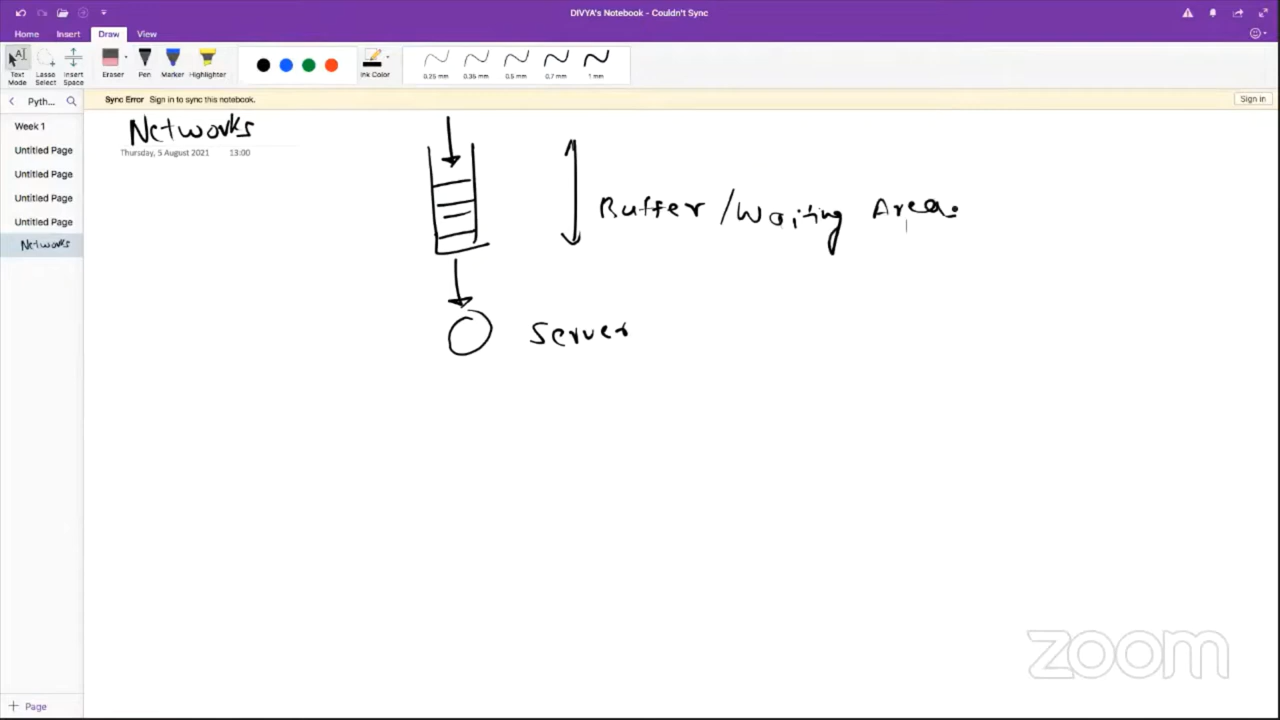 DIVYA's Notebook - Couldn't Sync
Home Insert Draw View
Text Mode Lasso Select Insert Space Eraser Pen Marker Highlighter Ink Color 0.25 mm 0.35 mm 0.5 mm 0.7 mm 1 mm
Pyth... Sync Error Sign in to sync this notebook. Sign in
Week 1
Untitled Page
Untitled Page
Untitled Page
Untitled Page
Networks
Networks
Thursday, 5 August 2021 13:00
Buffer / Waiting Area.
Server
zoom
+ Page